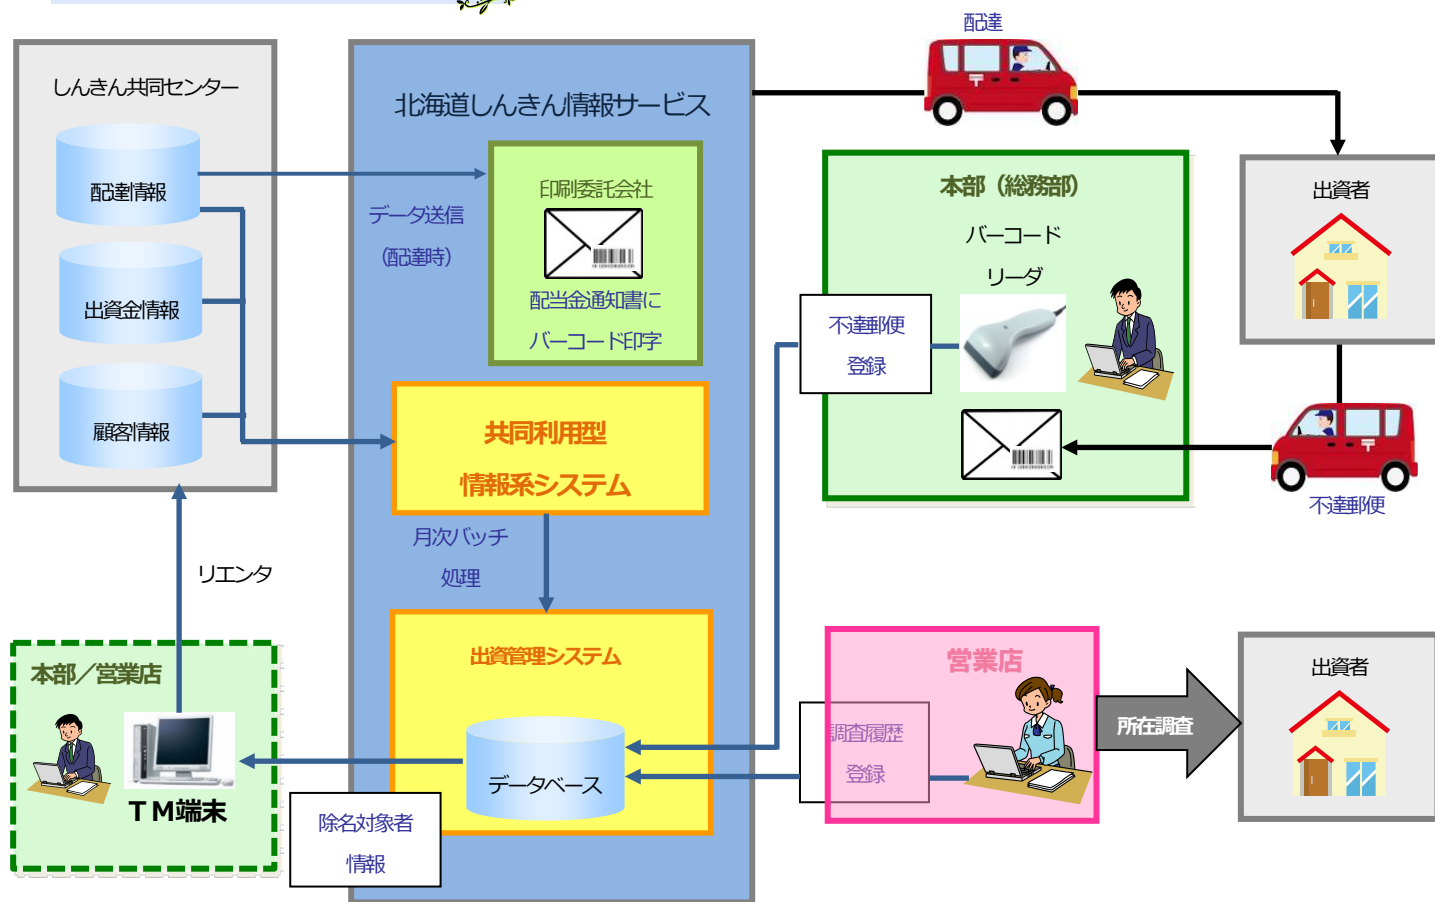 配達
しんきん共同センター
配達情報
出資金情報
顧客情報
北海道しんきん情報サービス
データ送信
(配達時)
印刷委託会社
配当金通知書に
バーコード印字
共同利用型
情報系システム
月次バッチ
処理
出資管理システム
データベース
本部（総務部）
バーコード
リーダ
不達郵便
登録
出資者
不達郵便
リエンタ
本部／営業店
ＴＭ端末
除名対象者
情報
営業店
調査履歴
登録
所在調査
出資者